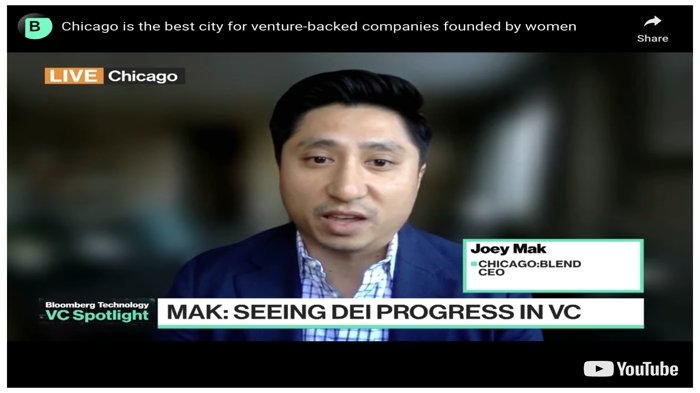 B
Chicago is the best city for venture-backed companies founded by women
Share
LIVE Chicago
Joey Mak
CHICAGO:BLEND
CEO
Bloomberg Technology
VC Spotlight
MAK: SEEING DEI PROGRESS IN VC
YouTube